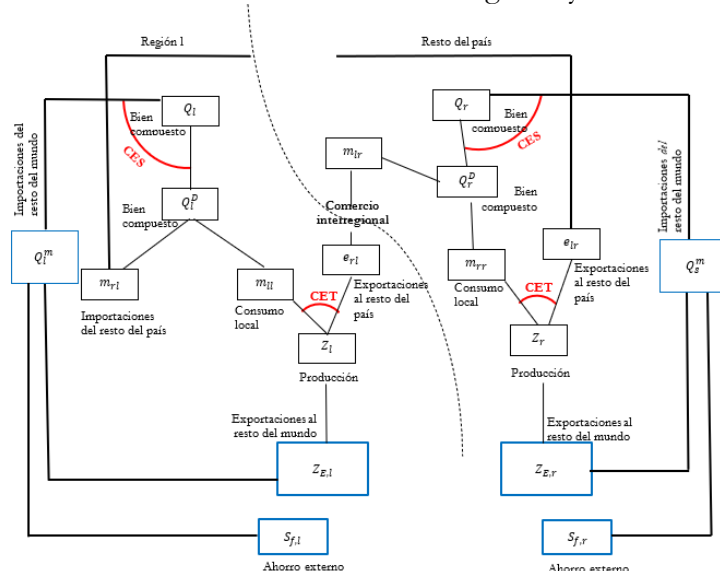 Región l
Resto del país
Importaciones del
resto del mundo
Q_l
Bien
compuesto
CES
Q_l^D
Bien
compuesto
Q_l^m
m_rl
Importaciones
del resto del país
m_ll
Consumo
local
m_lr
Comercio
interregional
e_rl
Exportaciones
al resto del
país
CET
Z_l
Producción
Exportaciones al
resto del mundo
Z_E,l
S_f,l
Ahorro externo
Q_r
Bien
compuesto
CES
Q_r^D
Bien
compuesto
m_rr
Consumo
local
e_lr
Exportaciones
al resto del
país
CET
Z_r
Producción
Exportaciones al
resto del mundo
Z_E,r
Importaciones del
resto del mundo
Q_s^m
S_f,r
Ahorro externo